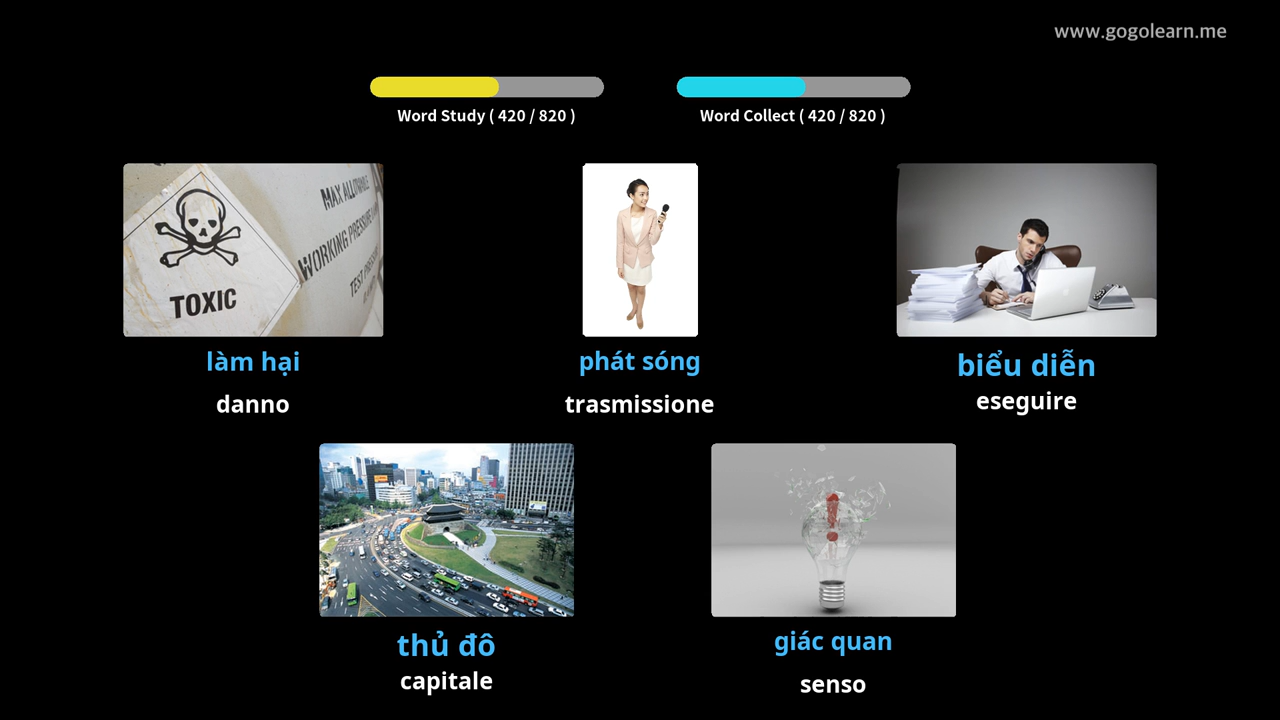 www.gogolearn.me
Word Study ( 420 / 820 )
Word Collect ( 420 / 820 )
TOXIC
MAX ALLOWABLE
WORKING PRESSURE
làm hại
danno
phát sóng
trasmissione
biểu diễn
eseguire
thủ đô
capitale
giác quan
senso